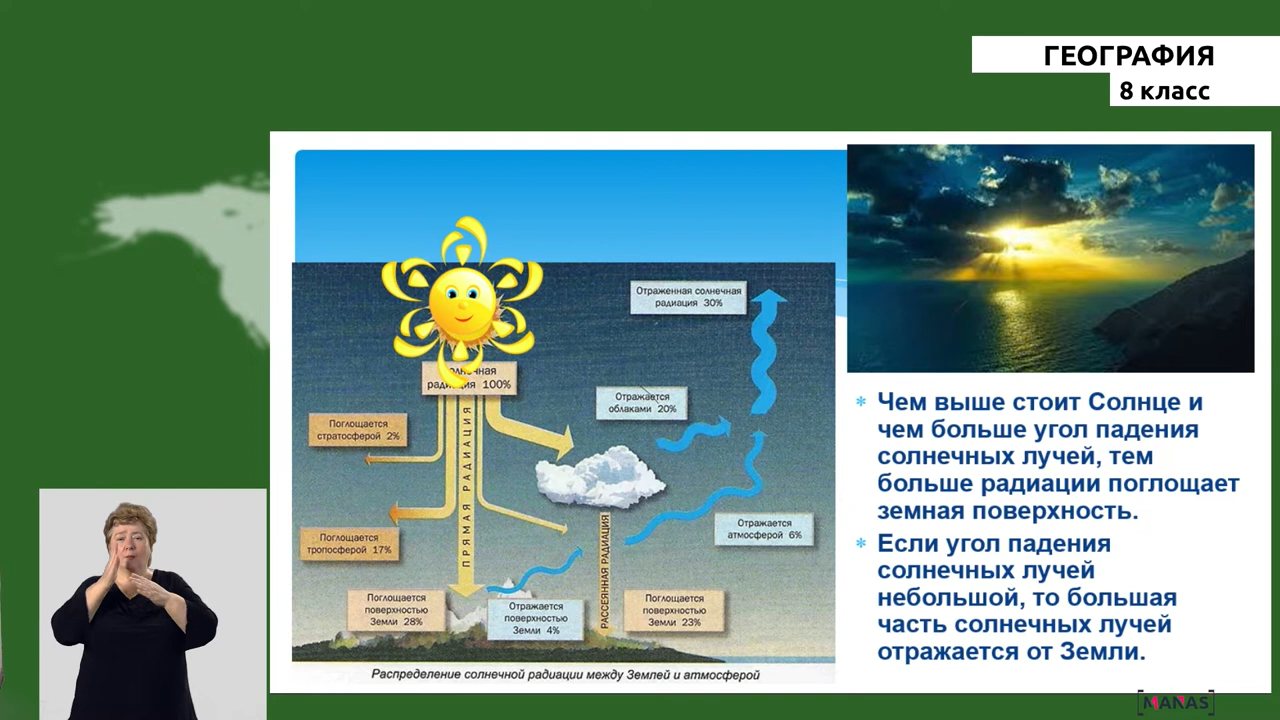 ГЕОГРАФИЯ
8 класс
Солнечная
радиация 100%
Отраженная солнечная
радиация 30%
Отражается
облаками 20%
Поглощается
стратосферой 2%
ПРЯМАЯ РАДИАЦИЯ
Поглощается
тропосферой 17%
Отражается
атмосферой 6%
РАССЕЯННАЯ РАДИАЦИЯ
Поглощается
поверхностью
Земли 28%
Отражается
поверхностью
Земли 4%
Поглощается
поверхностью
Земли 23%
Распределение солнечной радиации между Землей и атмосферой
* Чем выше стоит Солнце и
чем больше угол падения
солнечных лучей, тем
больше радиации поглощает
земная поверхность.
* Если угол падения
солнечных лучей
небольшой, то большая
часть солнечных лучей
отражается от Земли.
[MANAS]